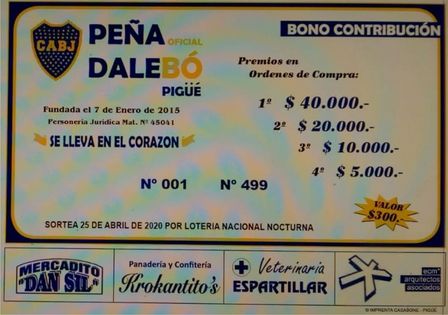 CABJ
PEÑA OFICIAL
DALEBÓ
PIGÜÉ
Fundada el 7 de Enero de 2015
Personería Jurídica Mat. Nº 45041
SE LLEVA EN EL CORAZON
BONO CONTRIBUCIÓN
Premios en
Ordenes de Compra:
1º $ 40.000.-
2º $ 20.000.-
3º $ 10.000.-
4º $ 5.000.-
Nº 001 Nº 499
VALOR
$300.-
SORTEA 25 DE ABRIL DE 2020 POR LOTERIA NACIONAL NOCTURNA
MERCADITO
"DAN SIL"
Panadería y Confitería
Krokantito's
Veterinaria
ESPARTILLAR
eom
arquitectos
asociados
IMPRENTA CASABONE - PIGÜÉ